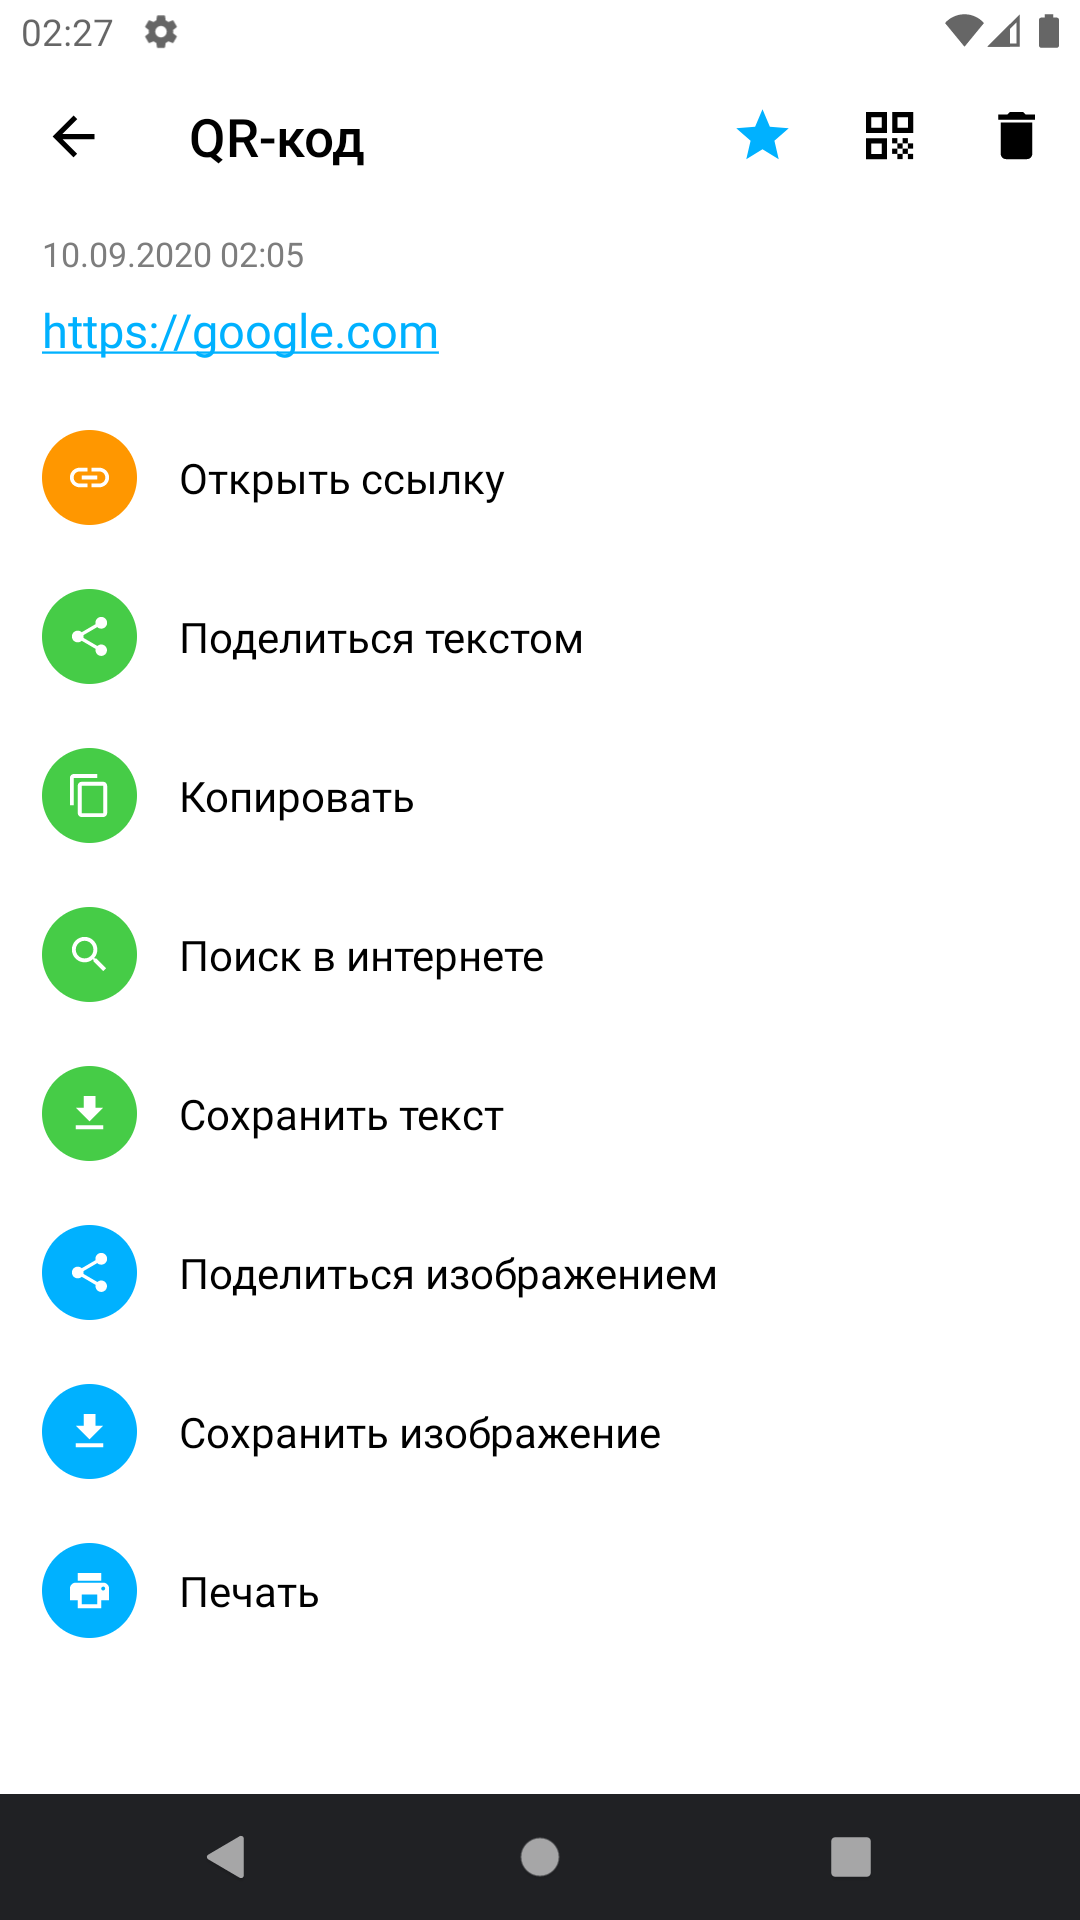 02:27
QR-код
10.09.2020 02:05
https://google.com
Открыть ссылку
Поделиться текстом
Копировать
Поиск в интернете
Сохранить текст
Поделиться изображением
Сохранить изображение
Печать